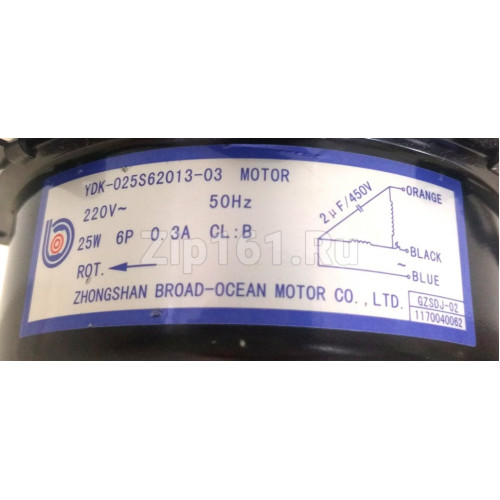 YDK-025S62013-03 MOTOR
220V~ 50Hz
25W 6P 0.3A CL:B
ROT.
ZHONGSHAN BROAD-OCEAN MOTOR CO., LTD.
2μF/450V
ORANGE
BLACK
BLUE
GZSDJ-02
1170040062
Zip161.Ru